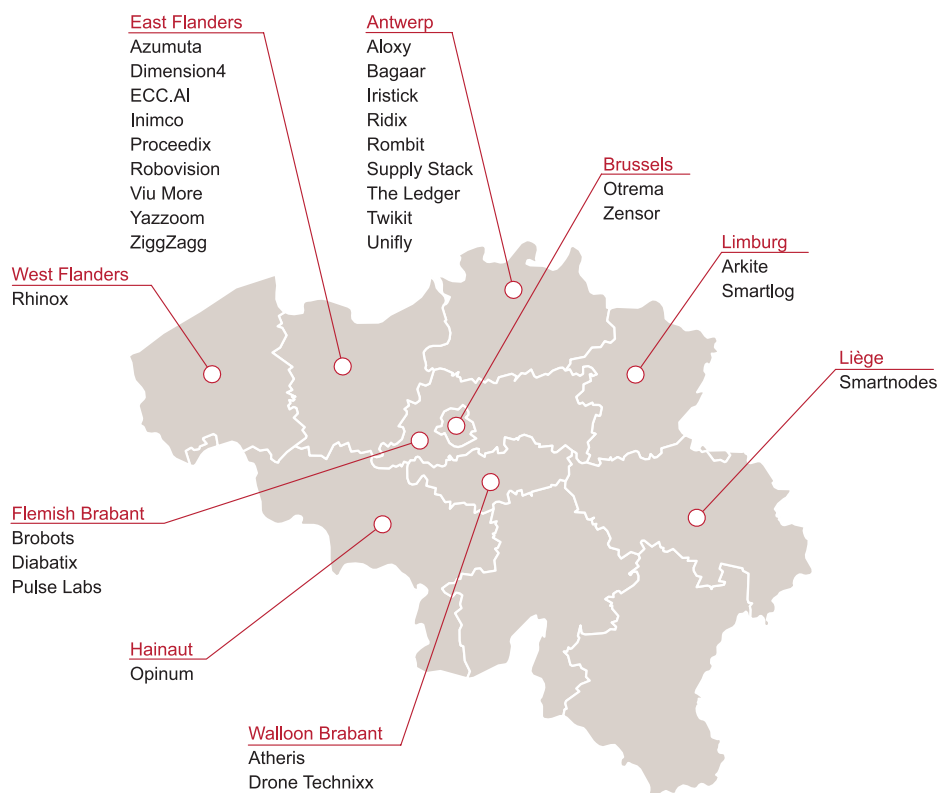 East Flanders
Azumuta
Dimension4
ECC.AI
Inimco
Proceedix
Robovision
Viu More
Yazzoom
ZiggZagg
Antwerp
Aloxy
Bagaar
Iristick
Ridix
Rombit
Supply Stack
The Ledger
Twikit
Unifly
Brussels
Otrema
Zensor
Limburg
Arkite
Smartlog
West Flanders
Rhinox
Liège
Smartnodes
Flemish Brabant
Brobots
Diabatix
Pulse Labs
Hainaut
Opinum
Walloon Brabant
Atheris
Drone Technixx